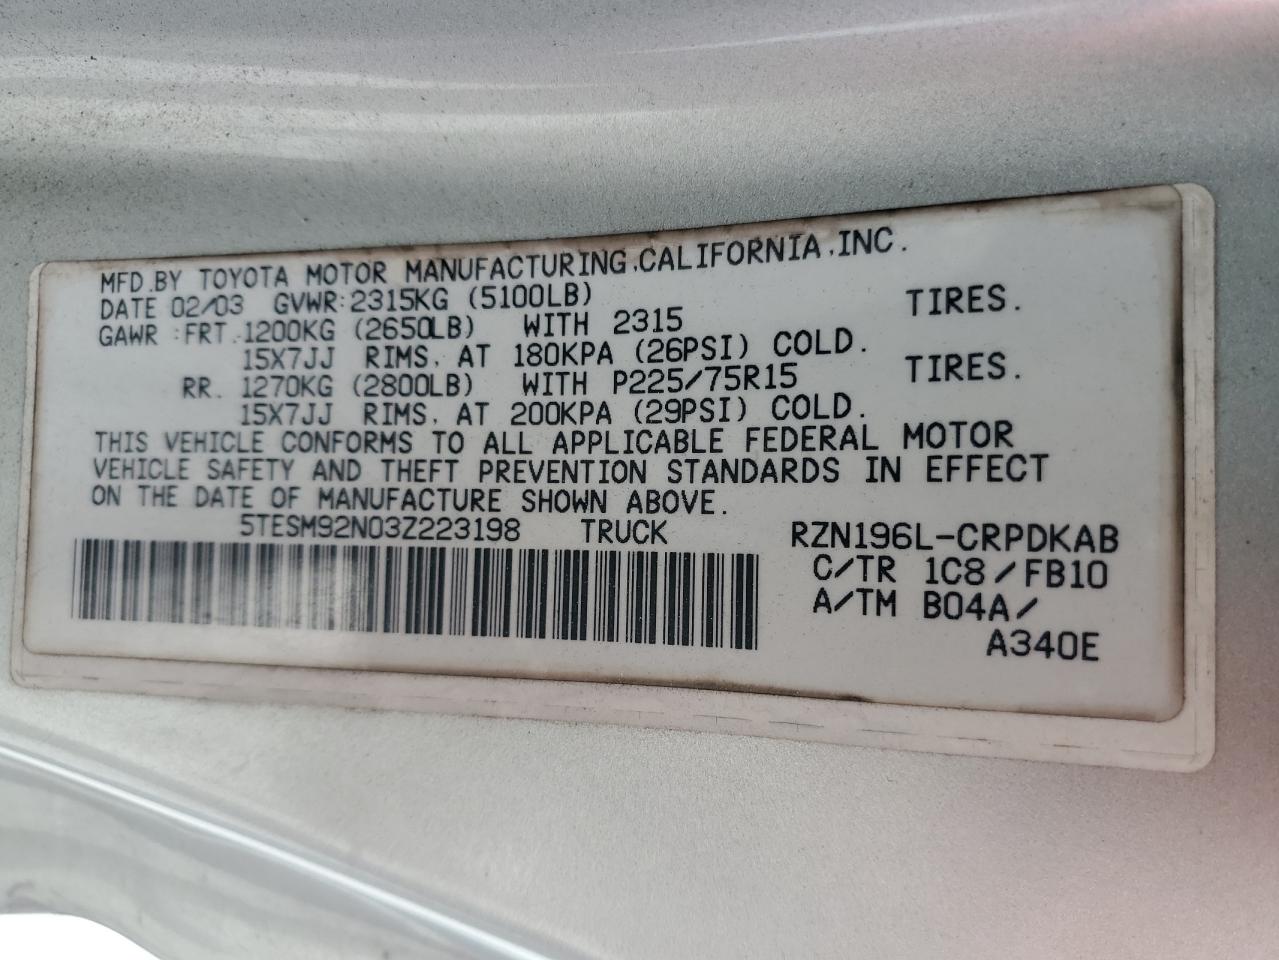 MFD.BY TOYOTA MOTOR MANUFACTURING,CALIFORNIA,INC.
DATE 02/03 GVWR:2315KG (5100LB)
GAWR :FRT.1200KG (2650LB) WITH 2315 TIRES.
15X7JJ RIMS, AT 180KPA (26PSI) COLD.
RR. 1270KG (2800LB) WITH P225/75R15 TIRES.
15X7JJ RIMS, AT 200KPA (29PSI) COLD.
THIS VEHICLE CONFORMS TO ALL APPLICABLE FEDERAL MOTOR
VEHICLE SAFETY AND THEFT PREVENTION STANDARDS IN EFFECT
ON THE DATE OF MANUFACTURE SHOWN ABOVE.
5TESM92N03Z223198 TRUCK RZN196L-CRPDKAB
C/TR 1C8/FB10
A/TM B04A/
A340E